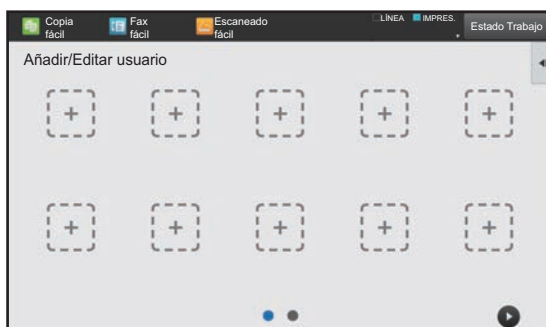 Copia
fácil
Fax
fácil
Escaneado
fácil
LÍNEA
IMPRES.
Estado Trabajo
Añadir/Editar usuario